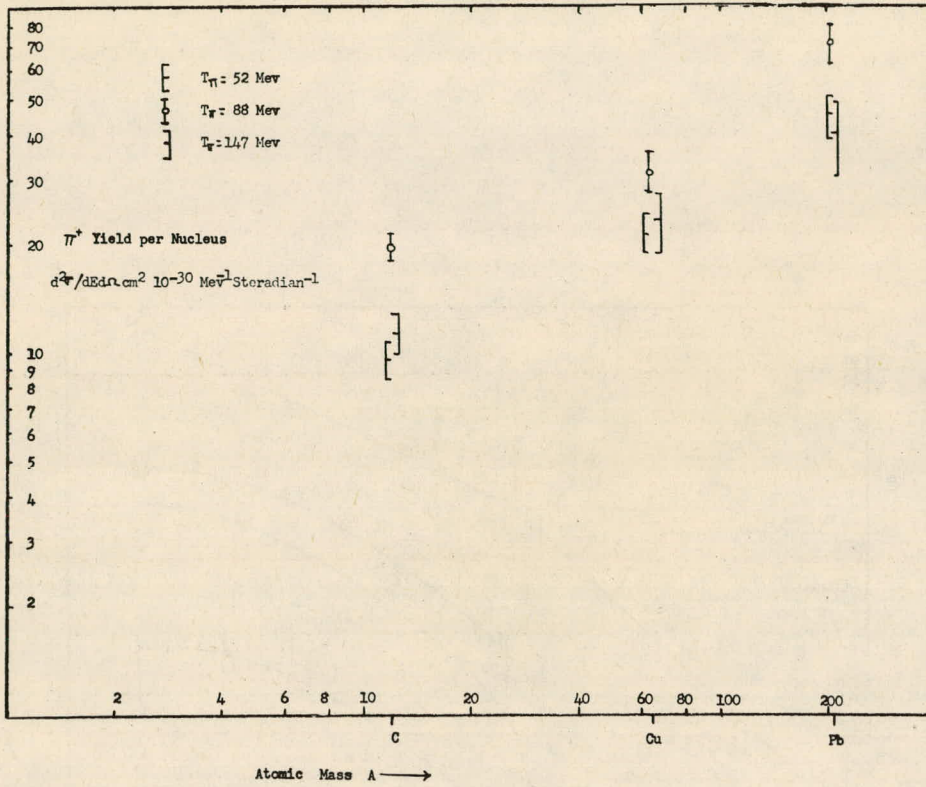 80
70
60
50
40
30
20
10
9
8
7
6
5
4
3
2
Tπ = 52 Mev
Tπ = 88 Mev
Tπ = 147 Mev
π⁺ Yield per Nucleus
d²σ/dEdΩ cm² 10⁻³⁰ Mev⁻¹ Steradian⁻¹
2 4 6 8 10 20 40 60 80 100 200
C Cu Pb
Atomic Mass A →